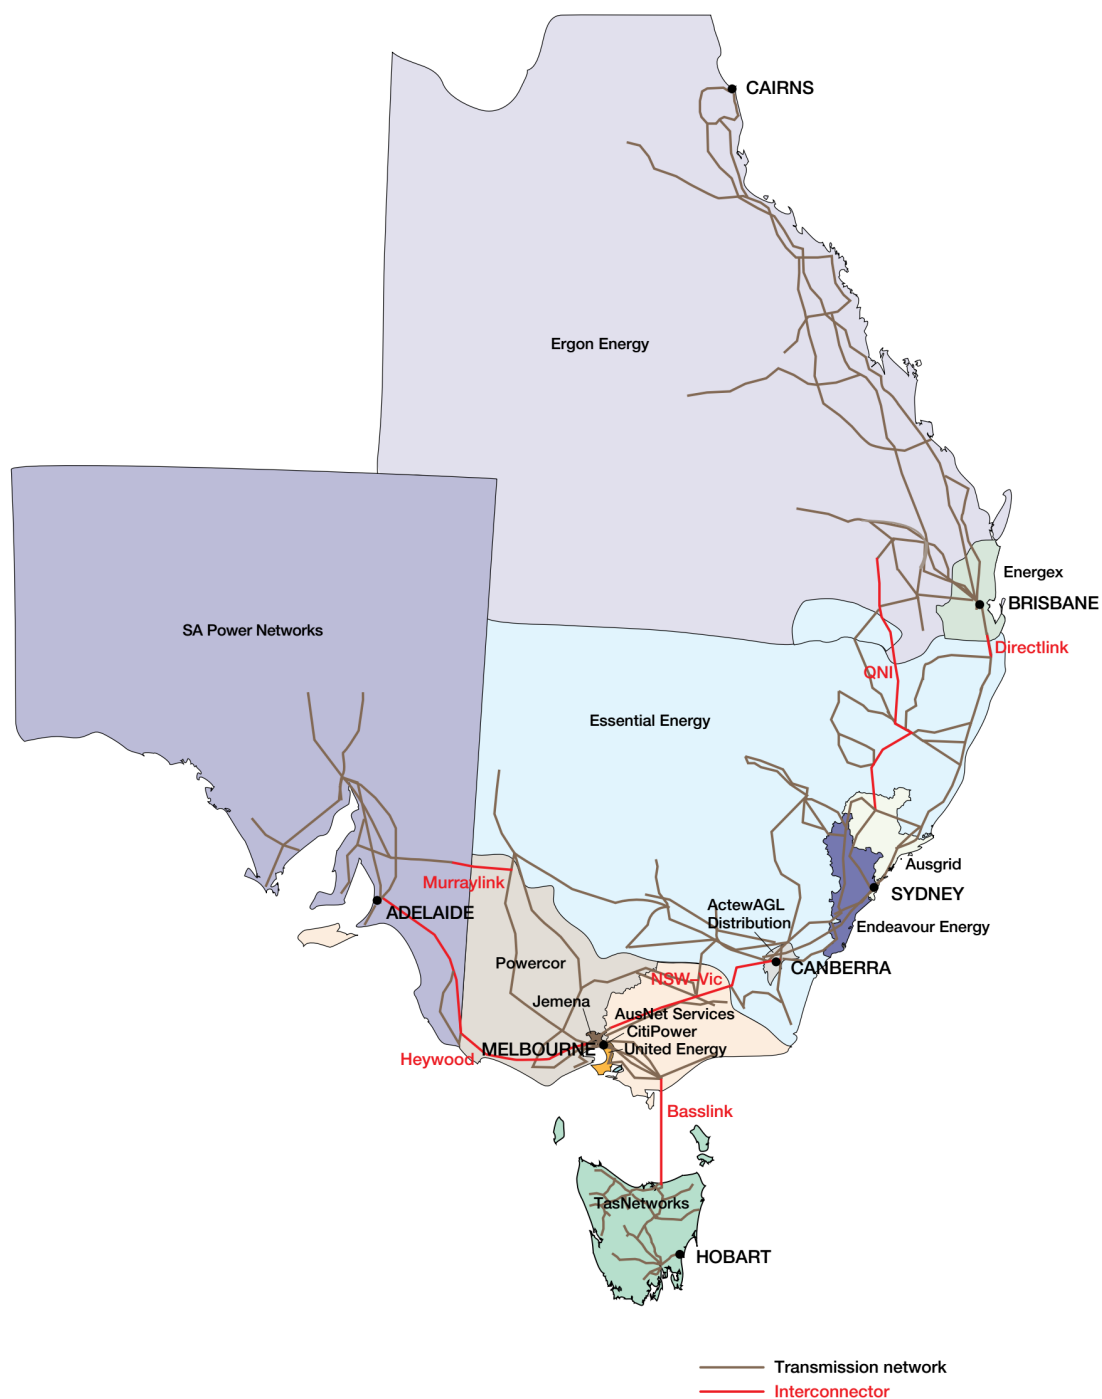 CAIRNS
Ergon Energy
Energex
BRISBANE
SA Power Networks
Directlink
QNI
Essential Energy
Ausgrid
Murraylink
SYDNEY
ActewAGL
Distribution
ADELAIDE
Endeavour Energy
Powercor
CANBERRA
NSW–Vic
Jemena
AusNet Services
CitiPower
MELBOURNE
United Energy
Heywood
Basslink
TasNetworks
HOBART
Transmission network
Interconnector